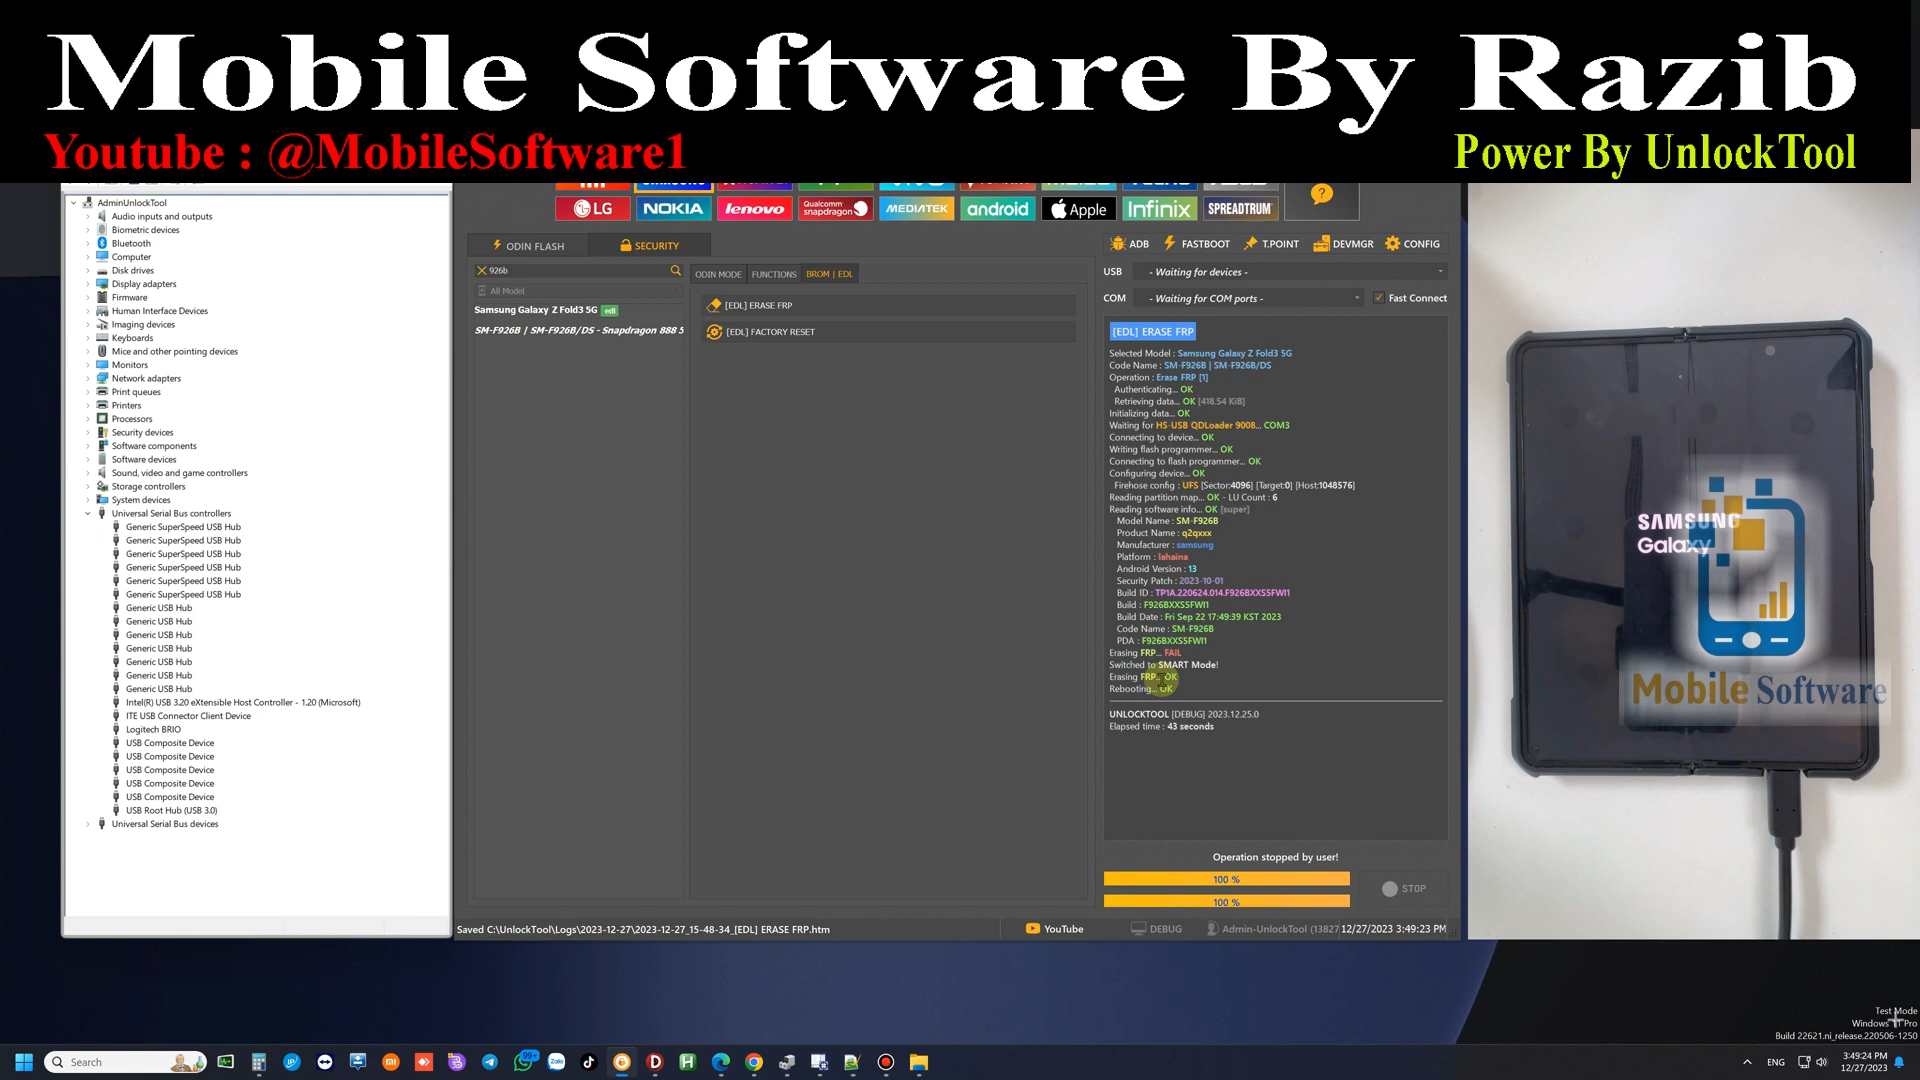 Mobile Software By Razib
Youtube : @MobileSoftware1
Power By UnlockTool
LG
NOKIA
lenovo
Qualcomm snapdragon
MEDIATEK
android
Apple
Infinix
SPREADTRUM
?
AdminUnlockTool
Audio inputs and outputs
Biometric devices
Bluetooth
Computer
Disk drives
Display adapters
Firmware
Human Interface Devices
Imaging devices
Keyboards
Mice and other pointing devices
Monitors
Network adapters
Print queues
Printers
Processors
Security devices
Software components
Software devices
Sound, video and game controllers
Storage controllers
System devices
Universal Serial Bus controllers
Generic SuperSpeed USB Hub
Generic SuperSpeed USB Hub
Generic SuperSpeed USB Hub
Generic SuperSpeed USB Hub
Generic SuperSpeed USB Hub
Generic SuperSpeed USB Hub
Generic USB Hub
Generic USB Hub
Generic USB Hub
Generic USB Hub
Generic USB Hub
Generic USB Hub
Generic USB Hub
Intel(R) USB 3.20 eXtensible Host Controller - 1.20 (Microsoft)
ITE USB Connector Client Device
Logitech BRIO
USB Composite Device
USB Composite Device
USB Composite Device
USB Composite Device
USB Composite Device
USB Root Hub (USB 3.0)
Universal Serial Bus devices
ODIN FLASH
SECURITY
926b
All Model
Samsung Galaxy Z Fold3 5G edl
SM-F926B | SM-F926B/DS - Snapdragon 888 5
ODIN MODE
FUNCTIONS
BROM | EDL
[EDL] ERASE FRP
[EDL] FACTORY RESET
ADB
FASTBOOT
T.POINT
DEVMGR
CONFIG
USB - Waiting for devices -
COM - Waiting for COM ports - Fast Connect
[EDL] ERASE FRP
Selected Model : Samsung Galaxy Z Fold3 5G
Code Name : SM-F926B | SM-F926B/DS
Operation : Erase FRP [1]
Authenticating... OK
Retrieving data... OK [418.54 KiB]
Initializing data... OK
Waiting for HS-USB QDLoader 9008... COM3
Connecting to device... OK
Writing flash programmer... OK
Connecting to flash programmer... OK
Configuring device... OK
Firehose config : UFS [Sector:4096] [Target:0] [Host:1048576]
Reading partition map... OK - LU Count : 6
Reading software info... OK [super]
Model Name : SM-F926B
Product Name : q2qxxx
Manufacturer : samsung
Platform : lahaina
Android Version : 13
Security Patch : 2023-10-01
Build ID : TP1A.220624.014.F926BXXS5FWI1
Build : F926BXXS5FWI1
Build Date : Fri Sep 22 17:49:39 KST 2023
Code Name : SM-F926B
PDA : F926BXXS5FWI1
Erasing FRP... FAIL
Switched to SMART Mode!
Erasing FRP... OK
Rebooting... OK
UNLOCKTOOL [DEBUG] 2023.12.25.0
Elapsed time : 43 seconds
Operation stopped by user!
100 %
100 %
STOP
Saved C:\UnlockTool\Logs\2023-12-27\2023-12-27_15-48-34_[EDL] ERASE FRP.htm
YouTube
DEBUG
Admin-UnlockTool (13827
12/27/2023 3:49:23 PM
SAMSUNG
Galaxy
Mobile Software
Test Mode
Windows 11 Pro
Build 22621.ni_release.220506-1250
Search
99+
Zalo
ENG
3:49:24 PM
12/27/2023